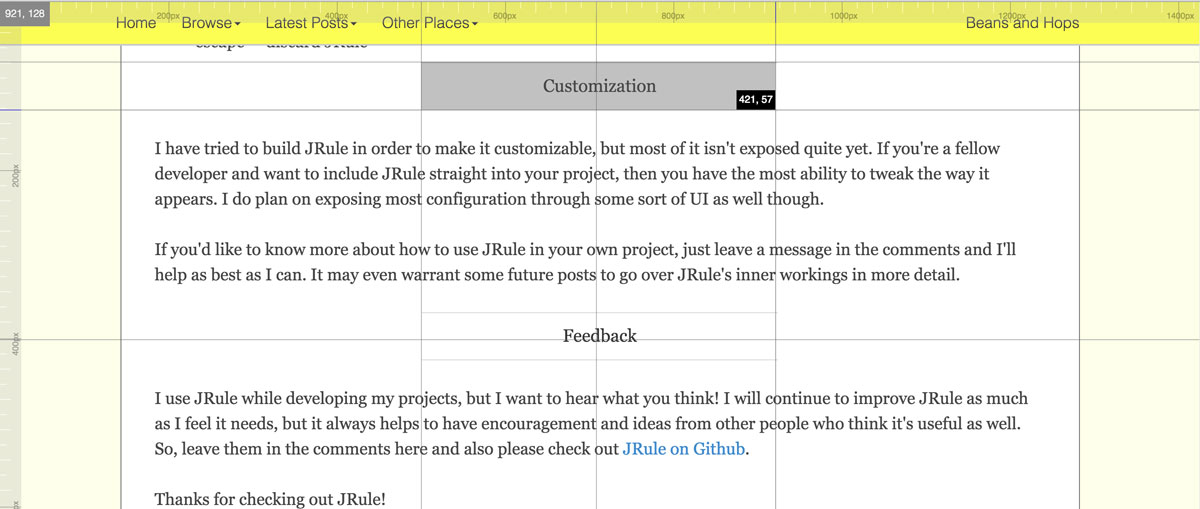 921, 128
200px
400px
600px
800px
1000px
1200px
1400px
Home Browse Latest Posts Other Places Beans and Hops
escape discard JRule
Customization
421, 57
I have tried to build JRule in order to make it customizable, but most of it isn't exposed quite yet. If you're a fellow
developer and want to include JRule straight into your project, then you have the most ability to tweak the way it
appears. I do plan on exposing most configuration through some sort of UI as well though.
200px
If you'd like to know more about how to use JRule in your own project, just leave a message in the comments and I'll
help as best as I can. It may even warrant some future posts to go over JRule's inner workings in more detail.
Feedback
400px
I use JRule while developing my projects, but I want to hear what you think! I will continue to improve JRule as much
as I feel it needs, but it always helps to have encouragement and ideas from other people who think it's useful as well.
So, leave them in the comments here and also please check out JRule on Github.
Thanks for checking out JRule!